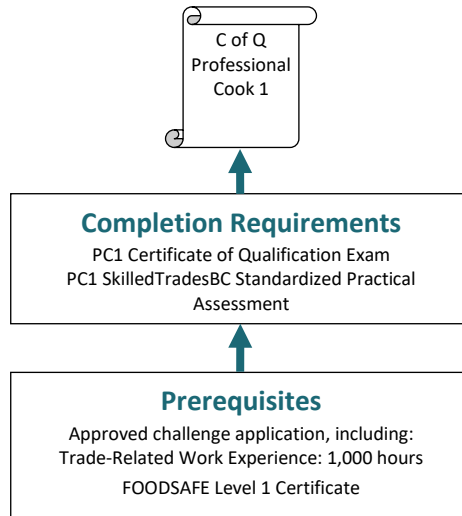 C of Q
Professional
Cook 1
Completion Requirements
PC1 Certificate of Qualification Exam
PC1 SkilledTradesBC Standardized Practical
Assessment
Prerequisites
Approved challenge application, including:
Trade-Related Work Experience: 1,000 hours
FOODSAFE Level 1 Certificate